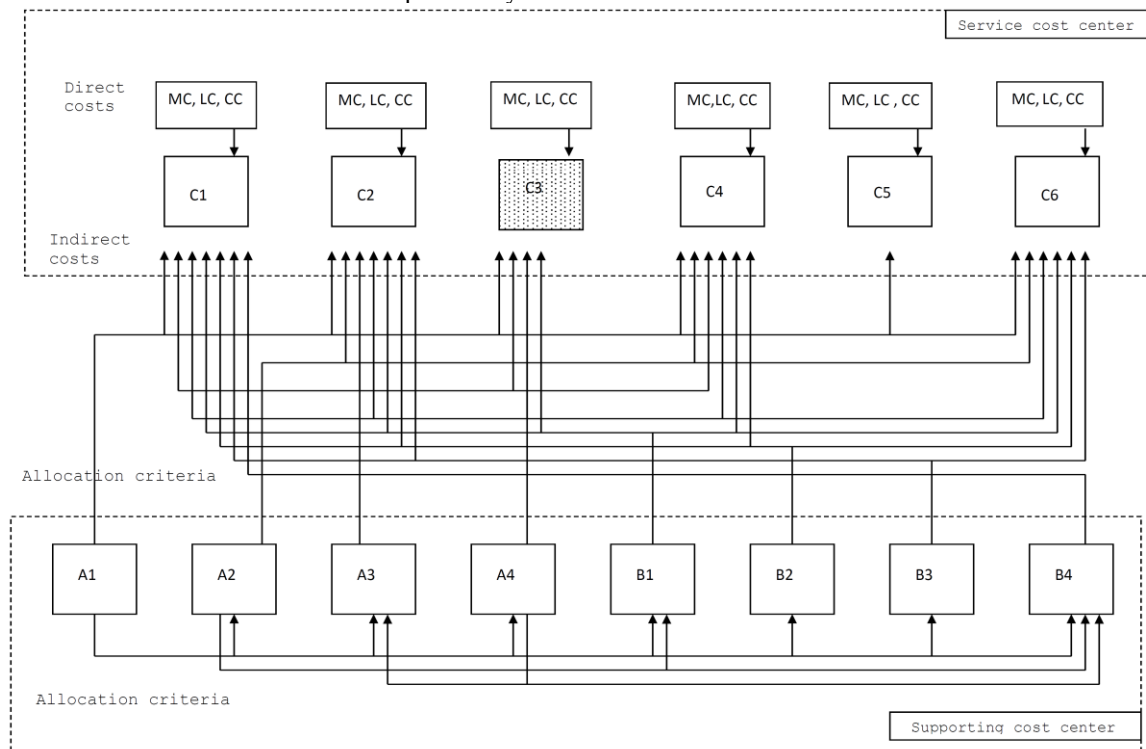 Service cost center
Direct
costs
MC, LC, CC
MC, LC, CC
MC, LC, CC
MC,LC, CC
MC, LC , CC
MC, LC, CC
C1
C2
C3
C4
C5
C6
Indirect
costs
Allocation criteria
A1
A2
A3
A4
B1
B2
B3
B4
Allocation criteria
Supporting cost center